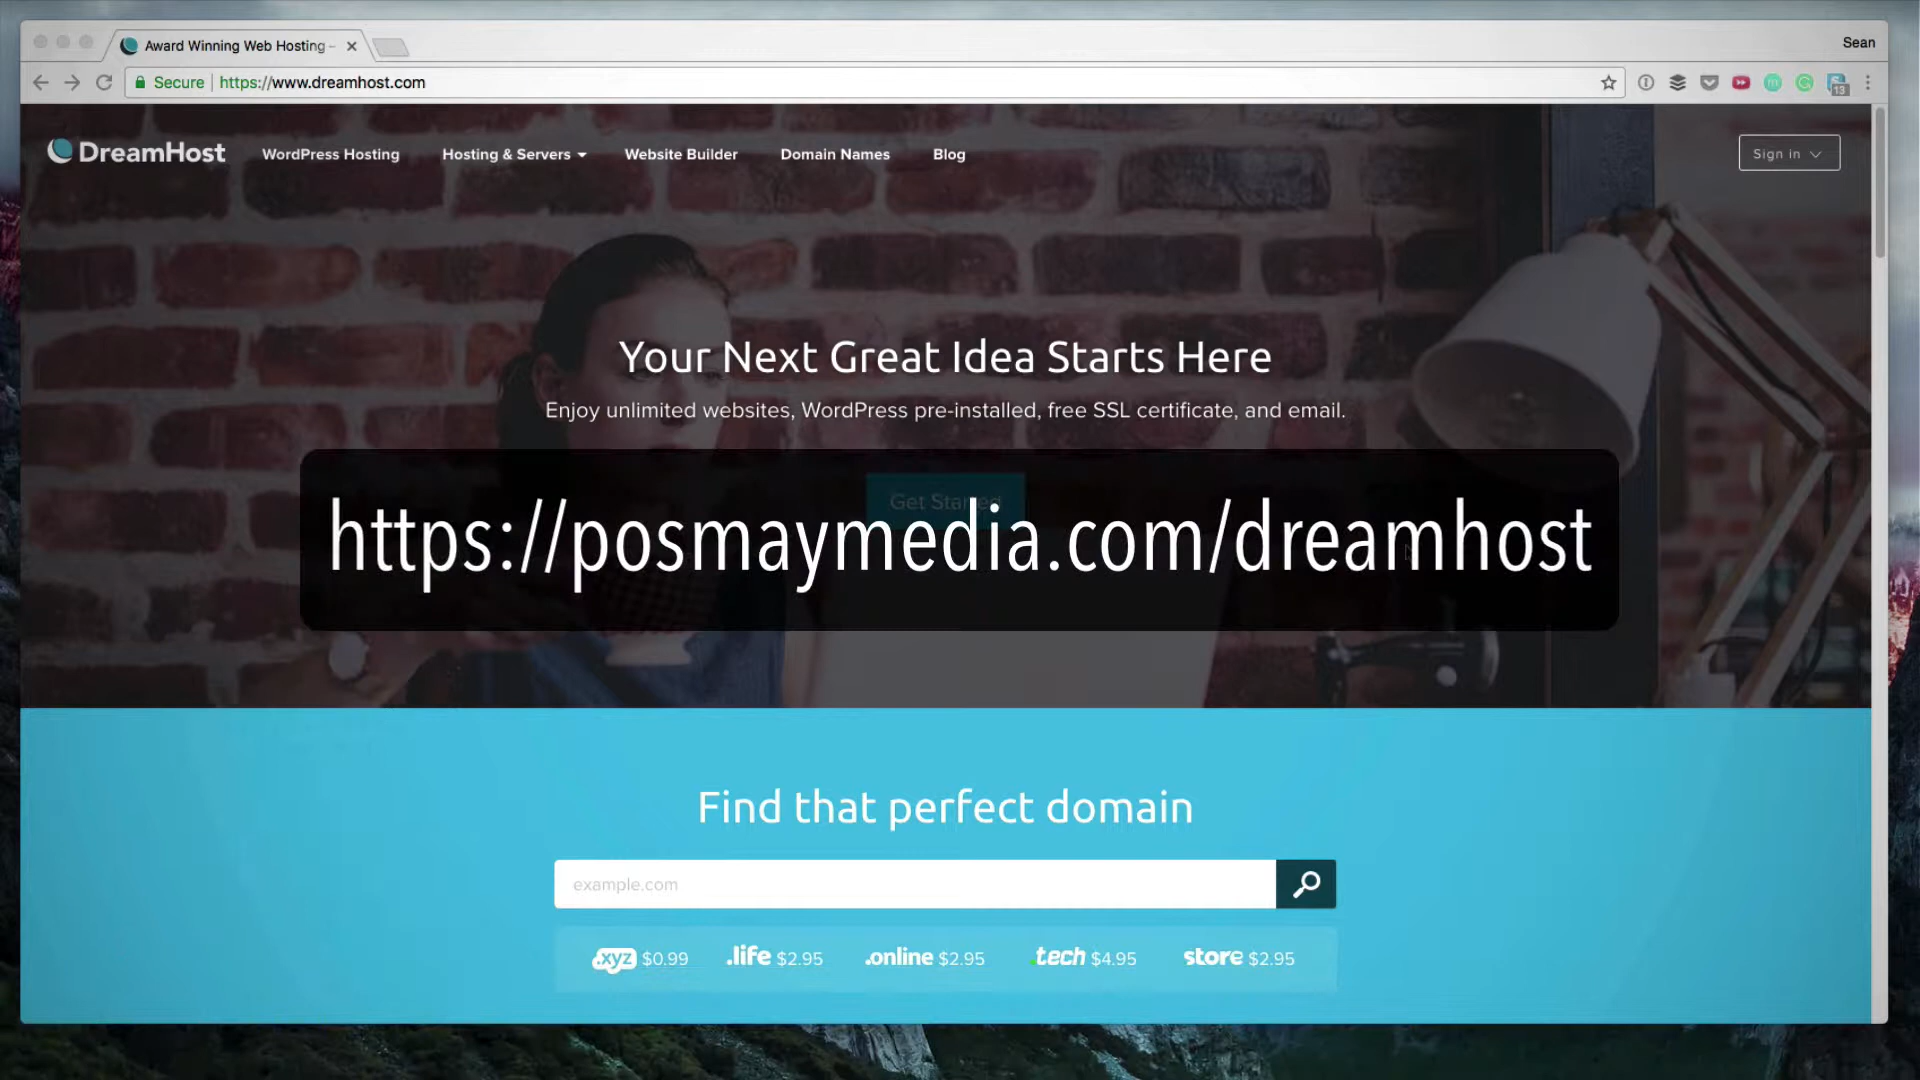 Award Winning Web Hosting –
Sean
Secure | https://www.dreamhost.com
13
DreamHost WordPress Hosting Hosting & Servers Website Builder Domain Names Blog Sign in
Your Next Great Idea Starts Here
Enjoy unlimited websites, WordPress pre-installed, free SSL certificate, and email.
Get Started
https://posmaymedia.com/dreamhost
Find that perfect domain
example.com
.xyz $0.99 .life $2.95 .online $2.95 .tech $4.95 store $2.95